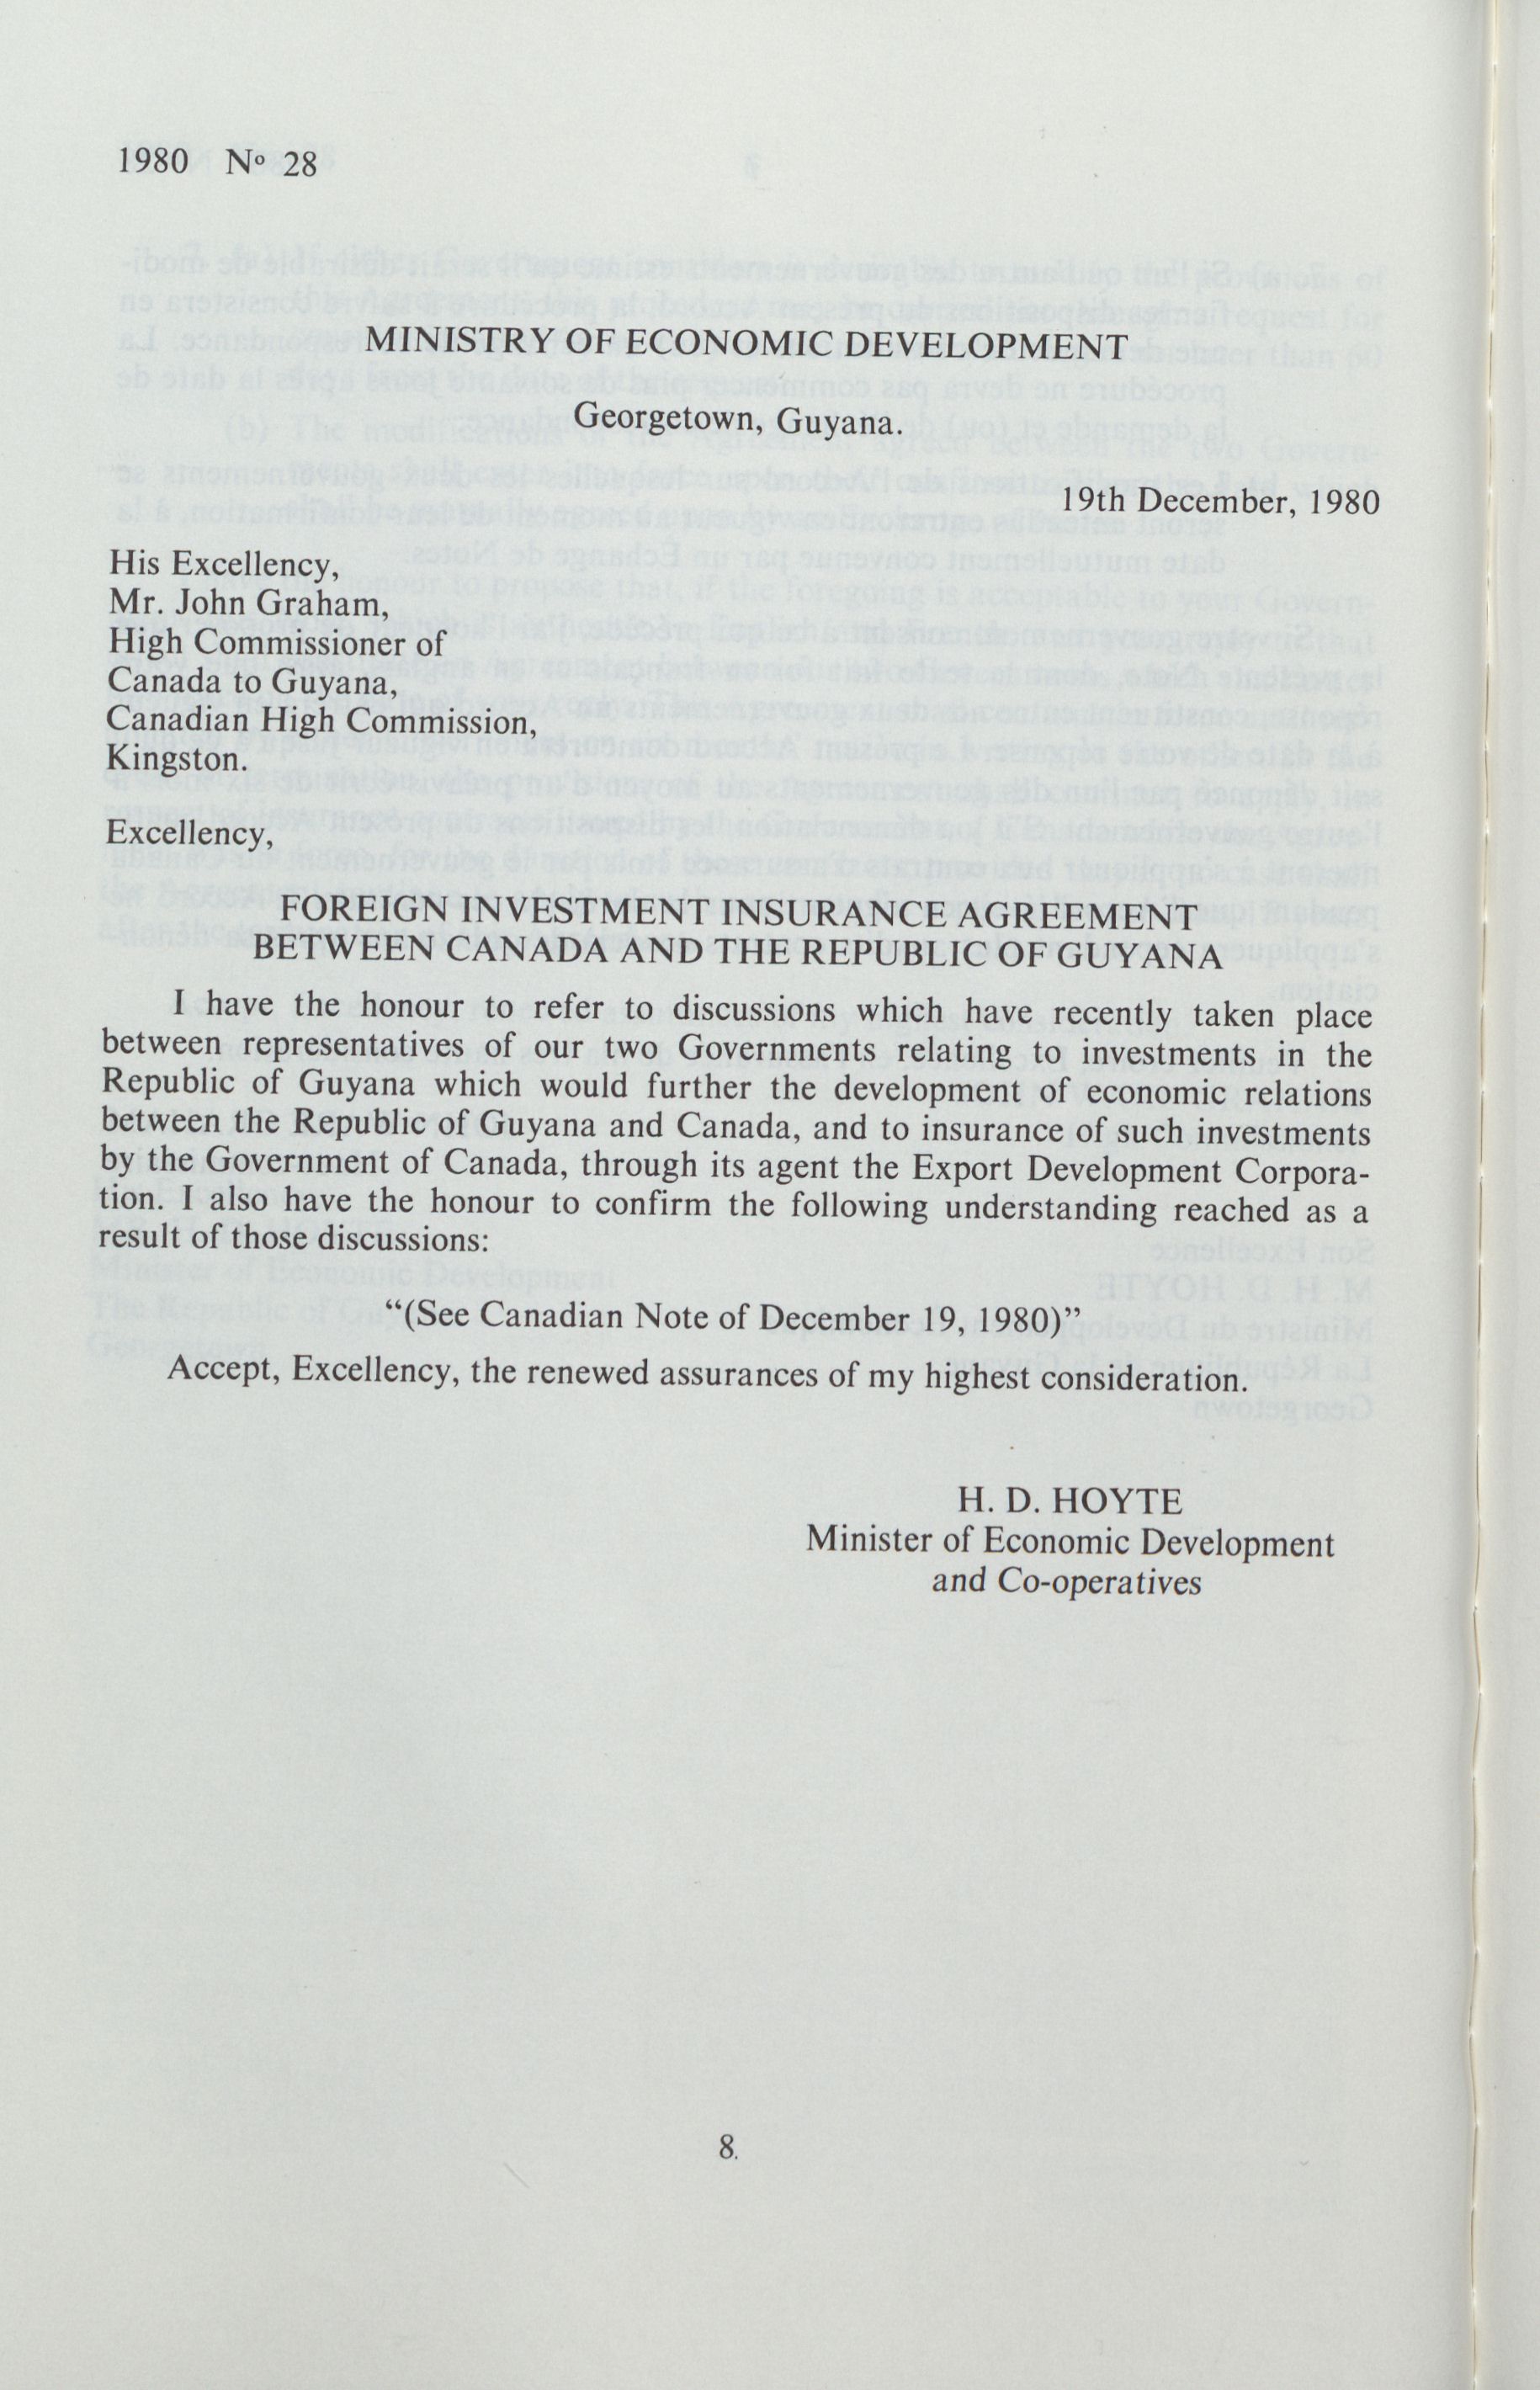 1980 Nº 28
MINISTRY OF ECONOMIC DEVELOPMENT
Georgetown, Guyana.
19th December, 1980
His Excellency,
Mr. John Graham,
High Commissioner of
Canada to Guyana,
Canadian High Commission,
Kingston.
Excellency,
FOREIGN INVESTMENT INSURANCE AGREEMENT
BETWEEN CANADA AND THE REPUBLIC OF GUYANA
I have the honour to refer to discussions which have recently taken place
between representatives of our two Governments relating to investments in the
Republic of Guyana which would further the development of economic relations
between the Republic of Guyana and Canada, and to insurance of such investments
by the Government of Canada, through its agent the Export Development Corpora-
tion. I also have the honour to confirm the following understanding reached as a
result of those discussions:
“(See Canadian Note of December 19, 1980)”
Accept, Excellency, the renewed assurances of my highest consideration.
H. D. HOYTE
Minister of Economic Development
and Co-operatives
8.